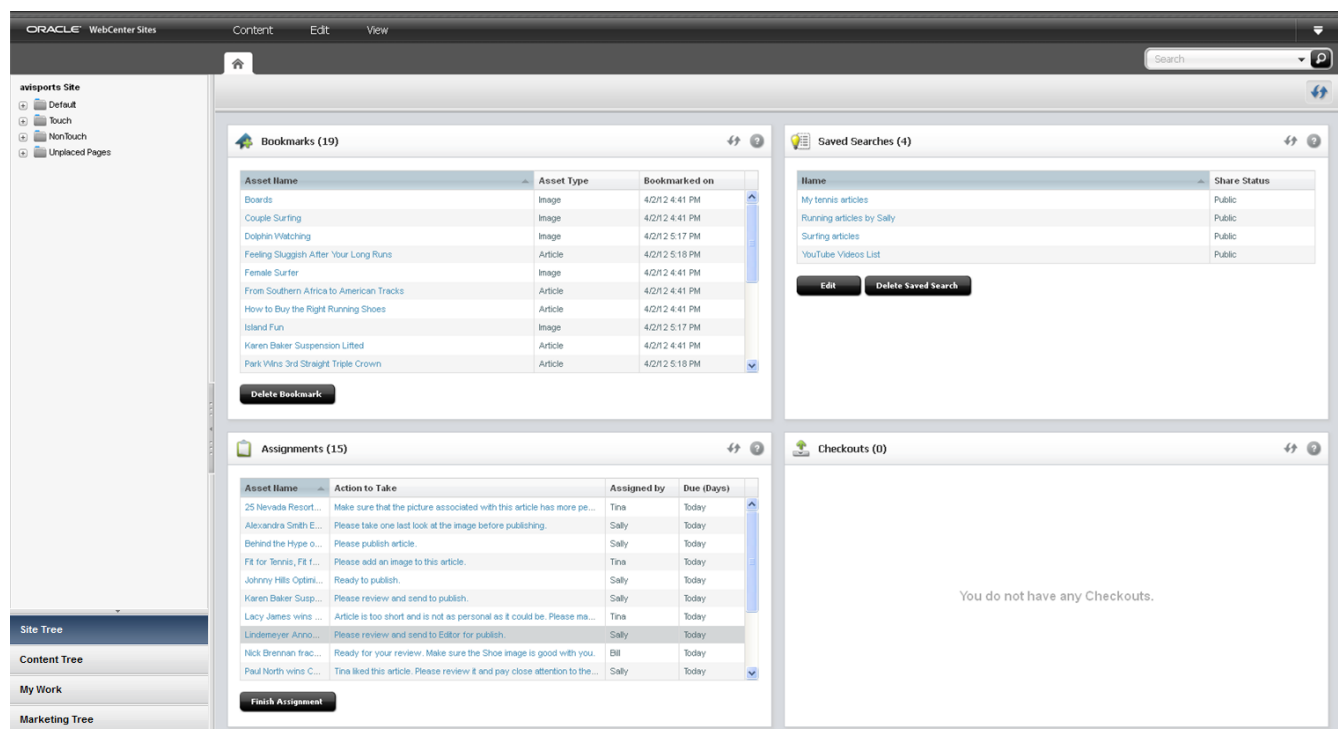 ORACLE WebCenter Sites
Content Edit View
Search
avisports Site
Default
Touch
NonTouch
Unplaced Pages
Site Tree
Content Tree
My Work
Marketing Tree
Bookmarks (19)
Asset Name Asset Type Bookmarked on
Boards Image 4/2/12 4:41 PM
Couple Surfing Image 4/2/12 4:41 PM
Dolphin Watching Image 4/2/12 5:17 PM
Feeling Sluggish After Your Long Runs Article 4/2/12 5:18 PM
Female Surfer Image 4/2/12 4:41 PM
From Southern Africa to American Tracks Article 4/2/12 4:41 PM
How to Buy the Right Running Shoes Article 4/2/12 4:41 PM
Island Fun Image 4/2/12 5:17 PM
Karen Baker Suspension Lifted Article 4/2/12 4:41 PM
Park Wins 3rd Straight Triple Crown Article 4/2/12 5:18 PM
Delete Bookmark
Saved Searches (4)
Name Share Status
My tennis articles Public
Running articles by Sally Public
Surfing articles Public
YouTube Videos List Public
Edit Delete Saved Search
Assignments (15)
Asset Name Action to Take Assigned by Due (Days)
25 Nevada Resort... Make sure that the picture associated with this article has more pe... Tina Today
Alexandra Smith E... Please take one last look at the image before publishing. Sally Today
Behind the Hype o... Please publish article. Sally Today
Fit for Tennis, Fit f... Please add an image to this article. Tina Today
Johnny Hills Optimi... Ready to publish. Sally Today
Karen Baker Susp... Please review and send to publish. Sally Today
Lacy James wins ... Article is too short and is not as personal as it could be. Please ma... Tina Today
Lindemeyer Anno... Please review and send to Editor for publish. Sally Today
Nick Brennan frac... Ready for your review. Make sure the Shoe image is good with you. Bill Today
Paul North wins C... Tina liked this article. Please review it and pay close attention to the... Sally Today
Finish Assignment
Checkouts (0)
You do not have any Checkouts.